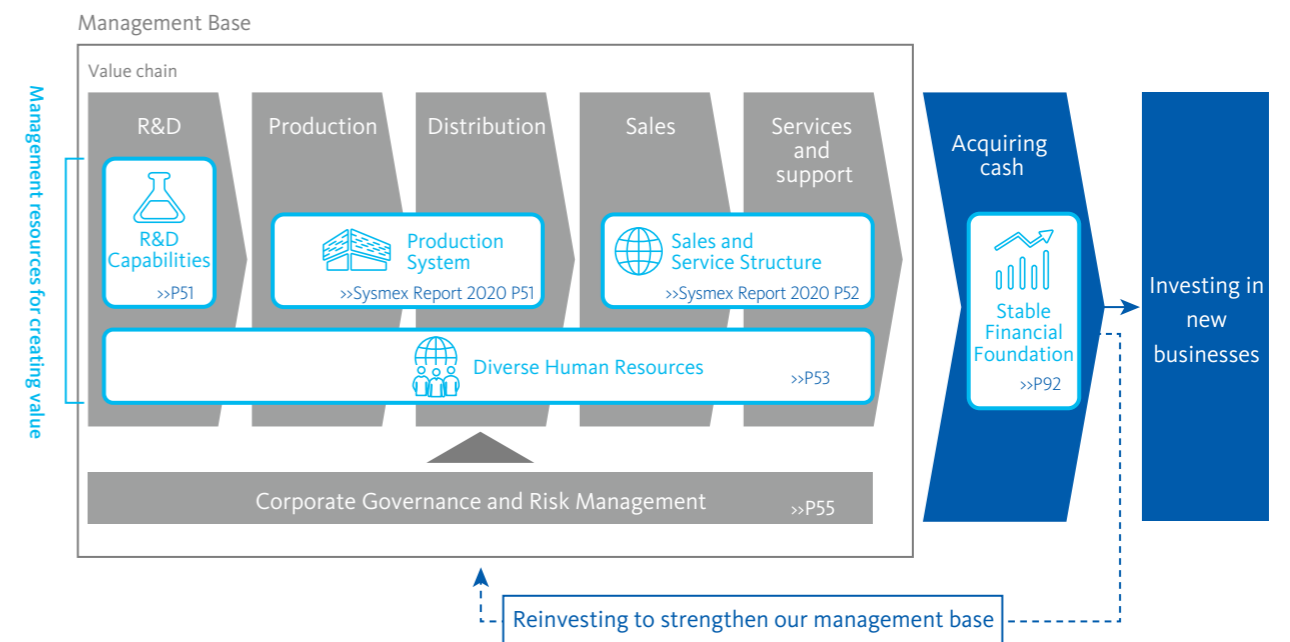 Management Base
Value chain
Management resources for creating value
R&D
Production
Distribution
Sales
Services
and
support
R&D
Capabilities
>>P51
Production
System
>>Sysmex Report 2020 P51
Sales and
Service Structure
>>Sysmex Report 2020 P52
Diverse Human Resources
>>P53
Corporate Governance and Risk Management
>>P55
Acquiring
cash
Stable
Financial
Foundation
>>P92
Investing in
new
businesses
Reinvesting to strengthen our management base